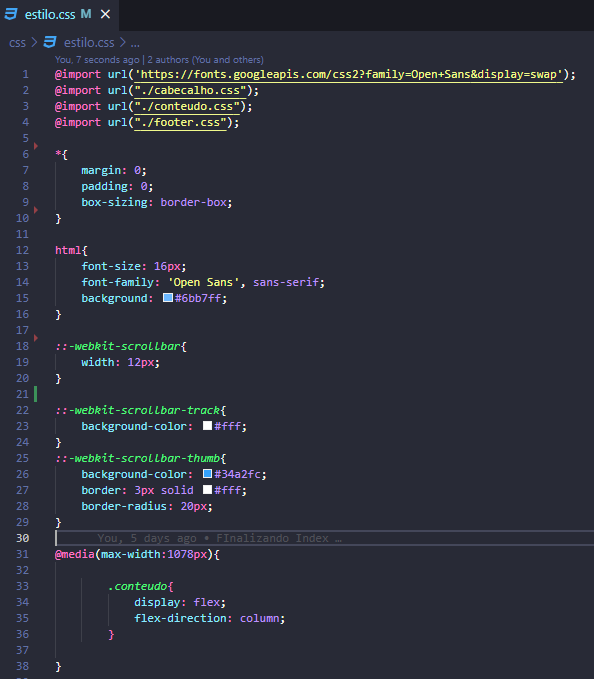 estilo.css M ×
css > estilo.css > ...
You, 7 seconds ago | 2 authors (You and others)
1 @import url('https://fonts.googleapis.com/css2?family=Open+Sans&display=swap');
2 @import url("./cabecalho.css");
3 @import url("./conteudo.css");
4 @import url("./footer.css");
5
6 *{
7 margin: 0;
8 padding: 0;
9 box-sizing: border-box;
10 }
11
12 html{
13 font-size: 16px;
14 font-family: 'Open Sans', sans-serif;
15 background: #6bb7ff;
16 }
17
18 ::-webkit-scrollbar{
19 width: 12px;
20 }
21
22 ::-webkit-scrollbar-track{
23 background-color: #fff;
24 }
25 ::-webkit-scrollbar-thumb{
26 background-color: #34a2fc;
27 border: 3px solid #fff;
28 border-radius: 20px;
29 }
30 You, 5 days ago • FInalizando Index …
31 @media(max-width:1078px){
32
33 .conteudo{
34 display: flex;
35 flex-direction: column;
36 }
37
38 }